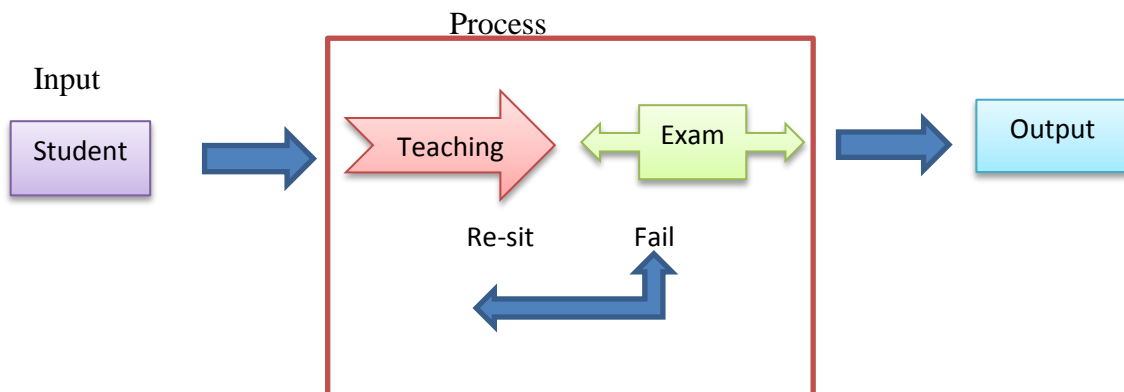 Process
Input
Student
Teaching
Exam
Output
Re-sit
Fail